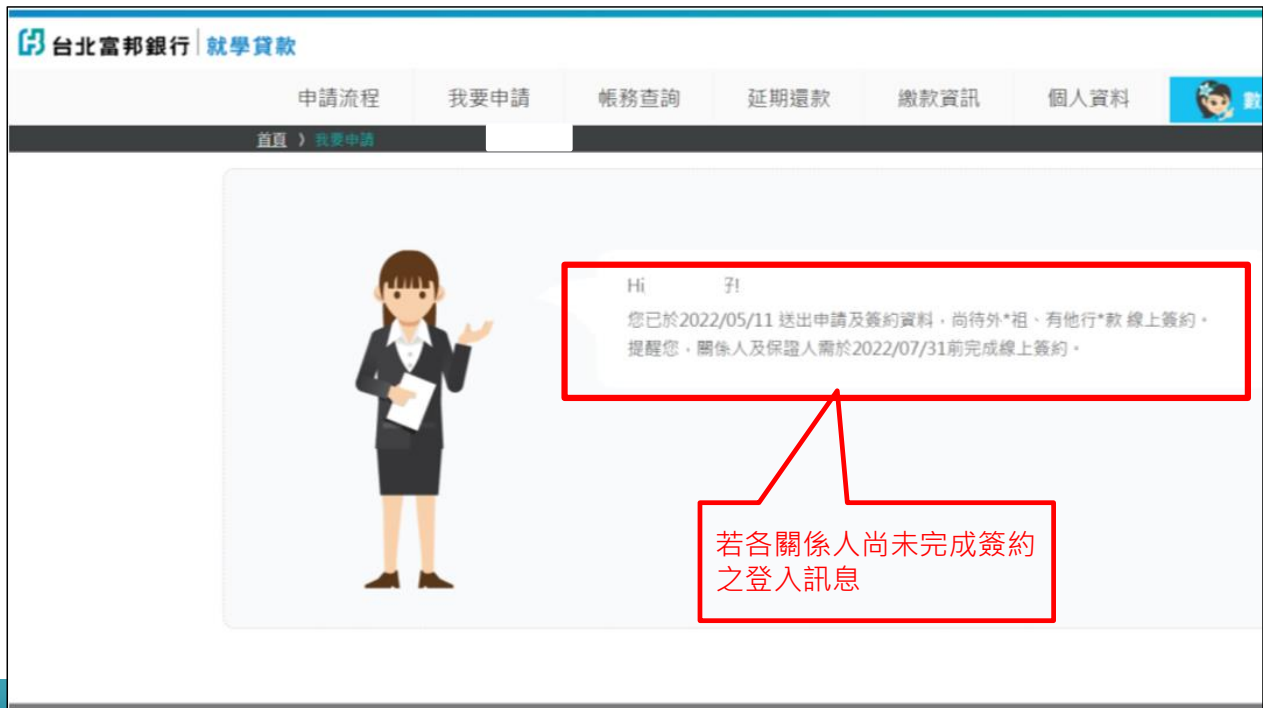 台北富邦銀行 就學貸款
申請流程 我要申請 帳務查詢 延期還款 繳款資訊 個人資料 數
首頁 》 我要申請
Hi 孑!
您已於2022/05/11 送出申請及簽約資料，尚待外*祖、有他行*款 線上簽約。
提醒您，關係人及保證人需於2022/07/31前完成線上簽約。
若各關係人尚未完成簽約
之登入訊息